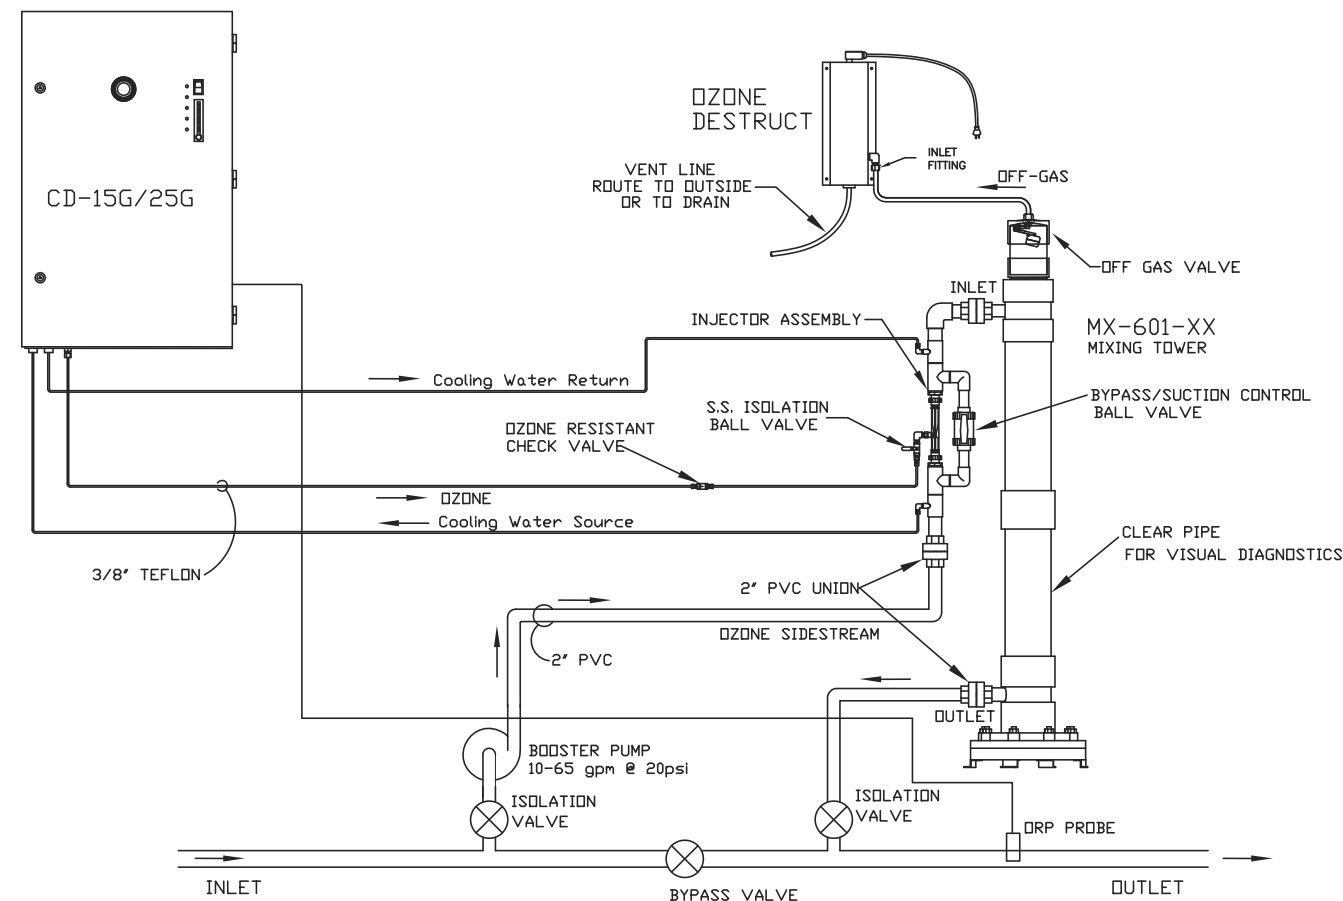 CD-15G/25G
OZONE
DESTRUCT
INLET
FITTING
VENT LINE
ROUTE TO OUTSIDE
OR TO DRAIN
OFF-GAS
OFF GAS VALVE
INLET
INJECTOR ASSEMBLY
MX-601-XX
MIXING TOWER
Cooling Water Return
S.S. ISOLATION
BALL VALVE
BYPASS/SUCTION CONTROL
BALL VALVE
OZONE RESISTANT
CHECK VALVE
OZONE
Cooling Water Source
3/8" TEFLON
CLEAR PIPE
FOR VISUAL DIAGNOSTICS
2" PVC UNION
OZONE SIDESTREAM
2" PVC
OUTLET
BOOSTER PUMP
10-65 gpm @ 20psi
ISOLATION
VALVE
ISOLATION
VALVE
ORP PROBE
INLET
BYPASS VALVE
OUTLET